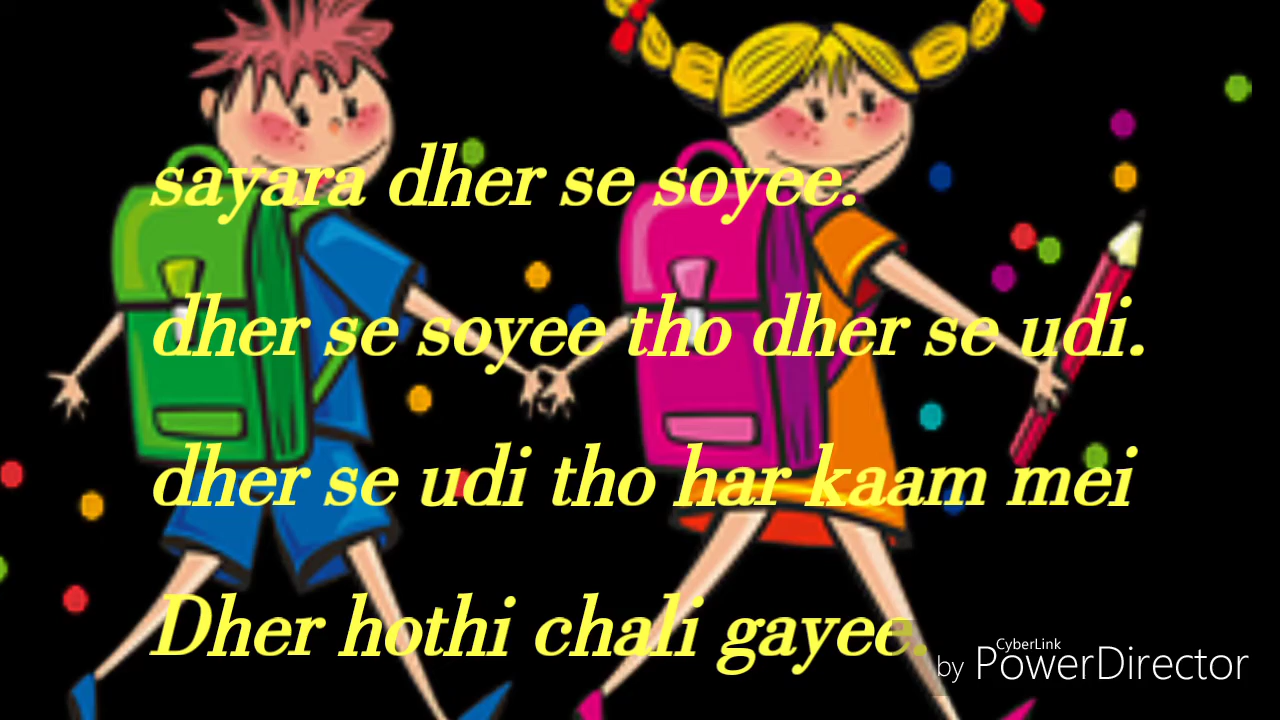 sayara dher se soyee.
dher se soyee tho dher se udi.
dher se udi tho har kaam mei
Dher hothi chali gayee.
CyberLink
by PowerDirector